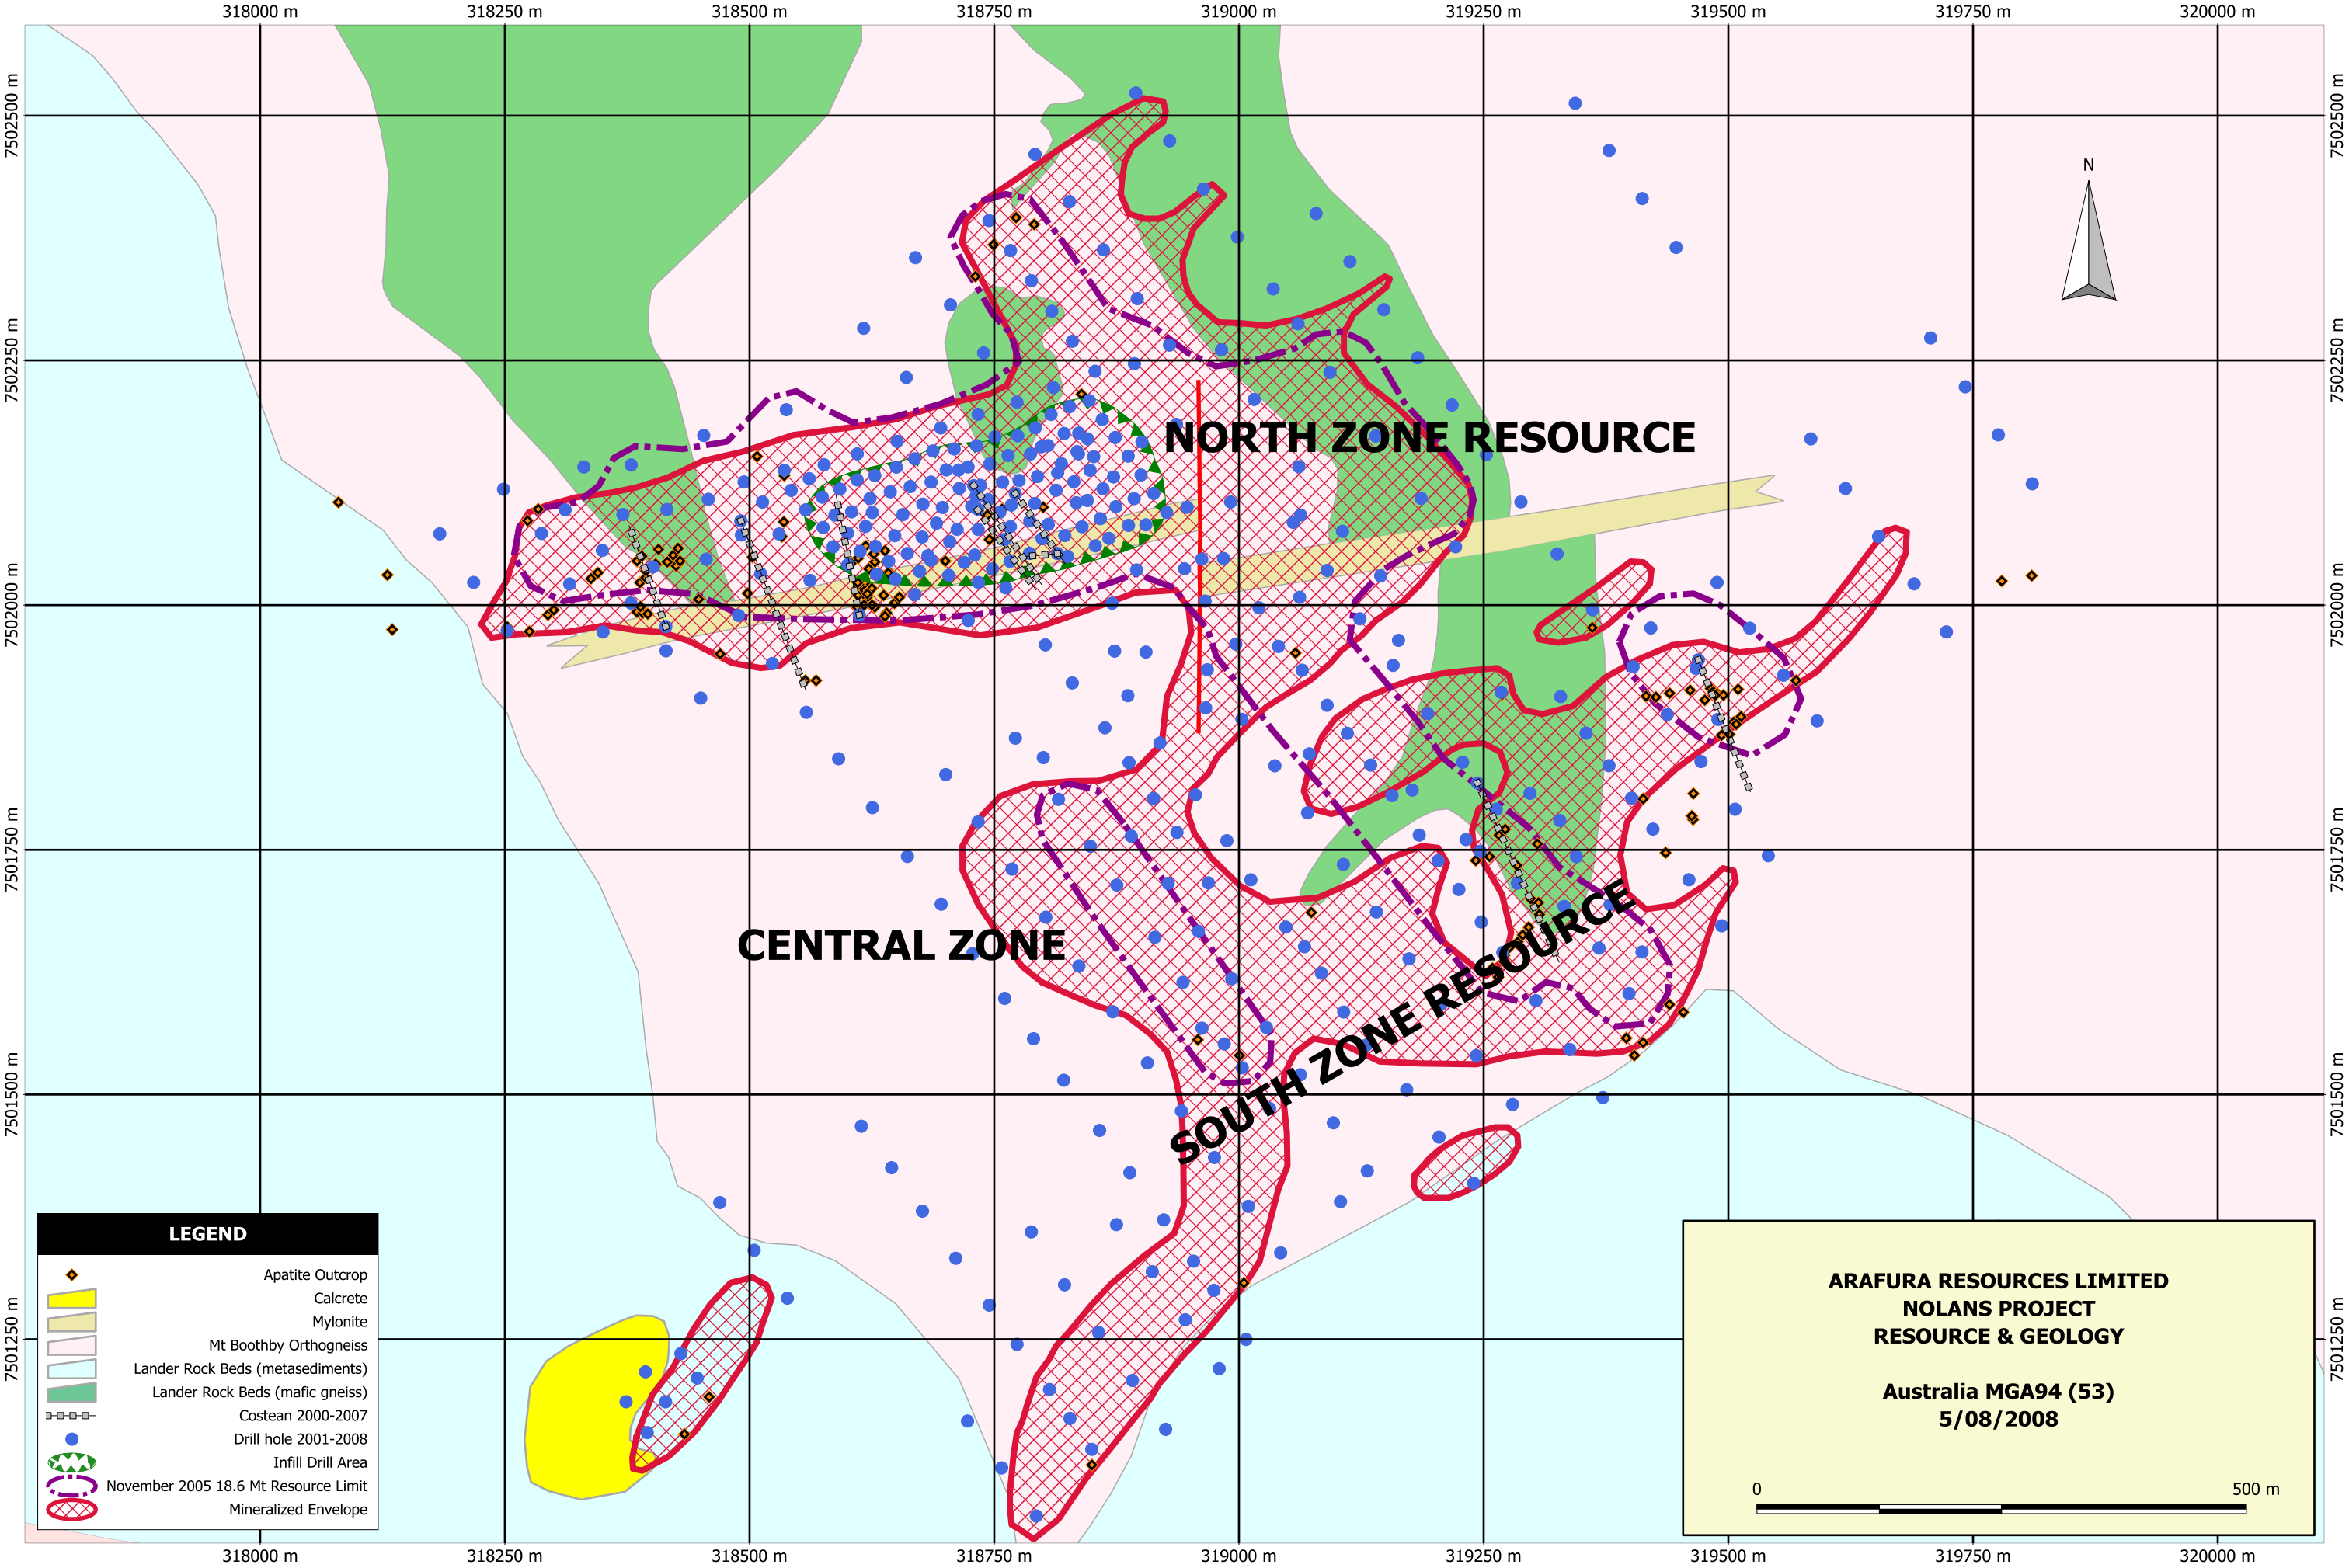 318000 m 318250 m 318500 m 318750 m 319000 m 319250 m 319500 m 319750 m 320000 m
7502500 m 7502500 m
N
7502250 m 7502250 m
NORTH ZONE RESOURCE
7502000 m 7502000 m
7501750 m 7501750 m
CENTRAL ZONE
SOUTH ZONE RESOURCE
7501500 m 7501500 m
7501250 m 7501250 m
LEGEND
Apatite Outcrop
Calcrete
Mylonite
Mt Boothby Orthogneiss
Lander Rock Beds (metasediments)
Lander Rock Beds (mafic gneiss)
Costean 2000-2007
Drill hole 2001-2008
Infill Drill Area
November 2005 18.6 Mt Resource Limit
Mineralized Envelope
ARAFURA RESOURCES LIMITED
NOLANS PROJECT
RESOURCE & GEOLOGY
Australia MGA94 (53)
5/08/2008
0 500 m
318000 m 318250 m 318500 m 318750 m 319000 m 319250 m 319500 m 319750 m 320000 m